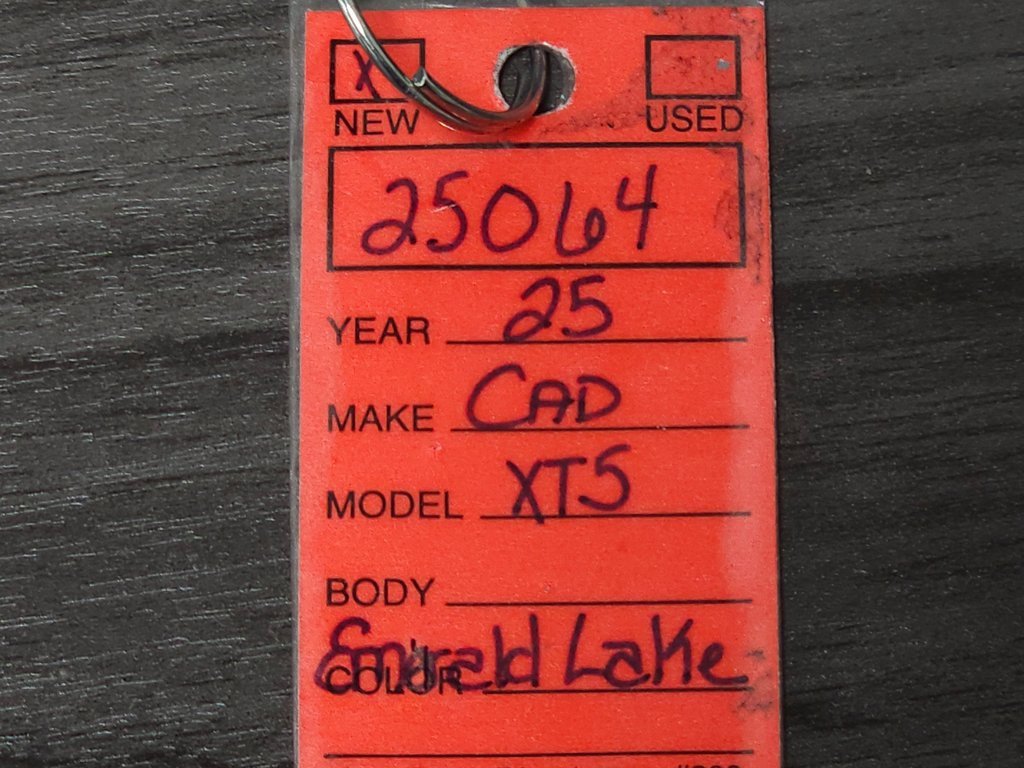 X
NEW USED
25064
YEAR 25
MAKE CAD
MODEL XT5
BODY
COLOR Emerald Lake